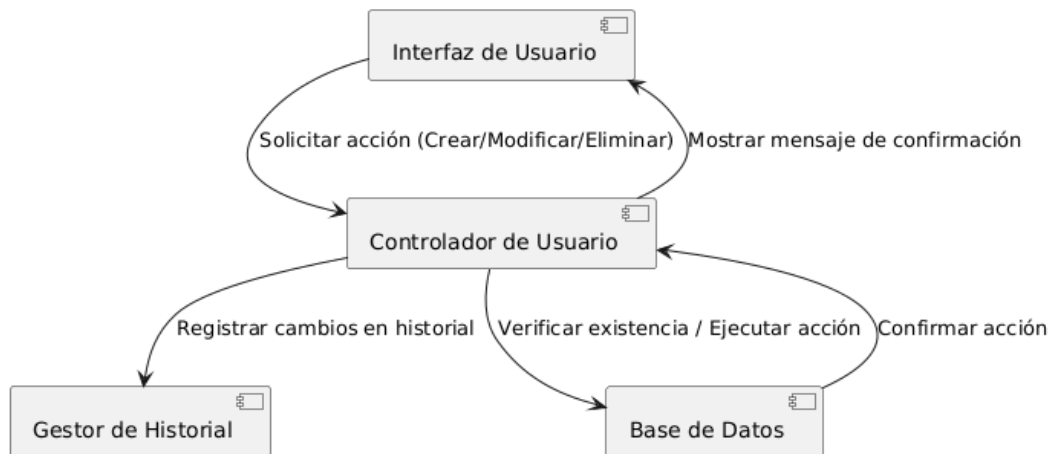 Interfaz de Usuario
Solicitar acción (Crear/Modificar/Eliminar)
Mostrar mensaje de confirmación
Controlador de Usuario
Registrar cambios en historial
Verificar existencia / Ejecutar acción
Confirmar acción
Gestor de Historial
Base de Datos